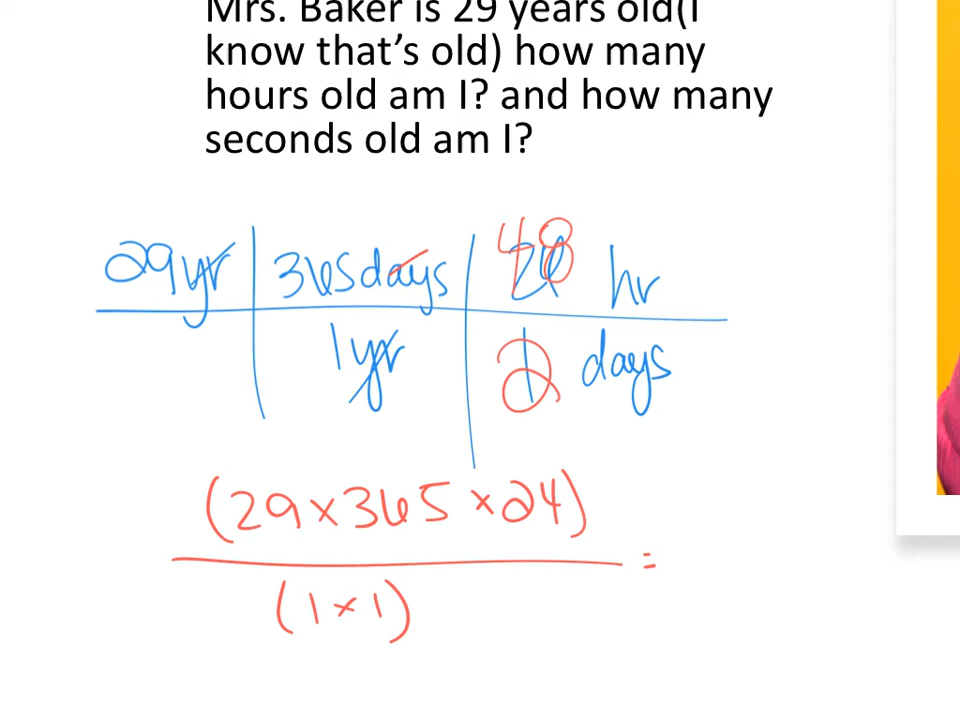 Mrs. Baker is 29 years old(I
know that's old) how many
hours old am I? and how many
seconds old am I?
29yr 365days 48 hr
1yr 2 days
(29×365×24)
=
(1×1)